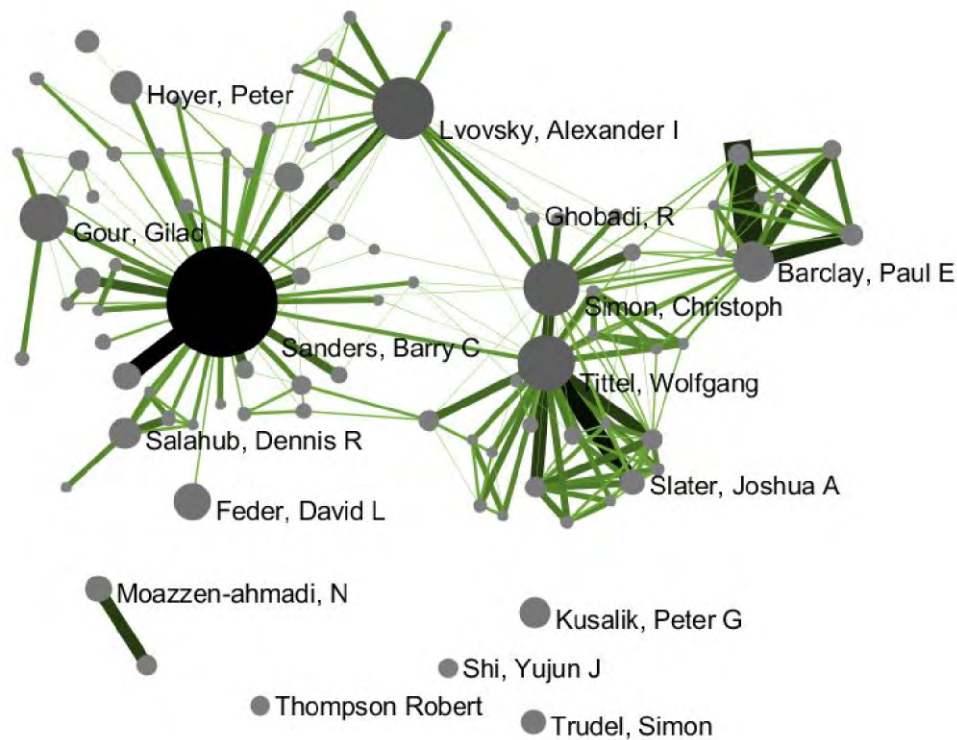 Hoyer, Peter
Lvovsky, Alexander I
Ghobadi, R
Gour, Gilad
Barclay, Paul E
Simon, Christoph
Sanders, Barry C
Tittel, Wolfgang
Salahub, Dennis R
Slater, Joshua A
Feder, David L
Moazzen-ahmadi, N
Kusalik, Peter G
Shi, Yujun J
Thompson Robert
Trudel, Simon